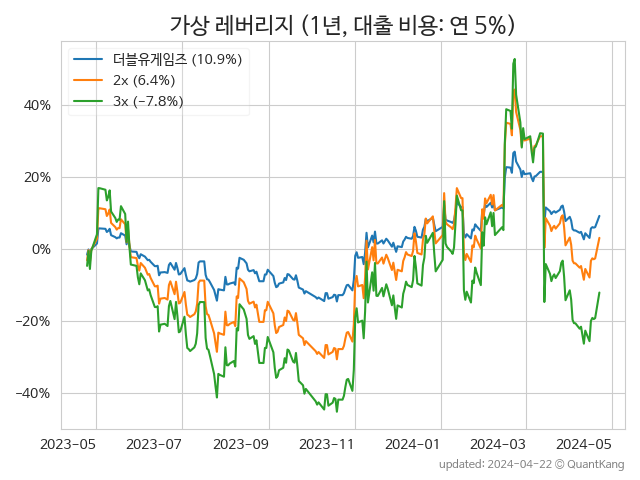 가상 레버리지 (1년, 대출 비용: 연 5%)
더블유게임즈 (10.9%)
2x (6.4%)
3x (−7.8%)
40%
20%
0%
−20%
−40%
2023-05 2023-07 2023-09 2023-11 2024-01 2024-03 2024-05
updated: 2024-04-22 © QuantKang